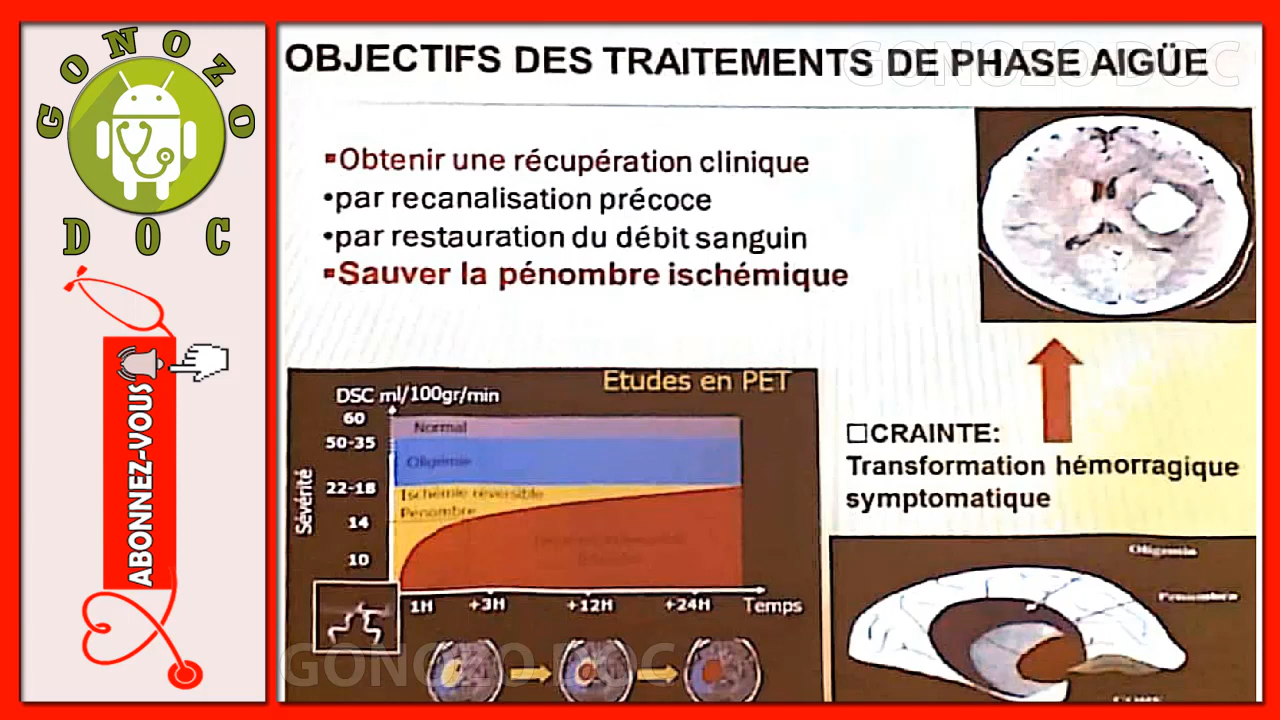 GONOZO
DOC
ABONNEZ-VOUS
OBJECTIFS DES TRAITEMENTS DE PHASE AIGÜE
GONOZO DOC
▪Obtenir une récupération clinique
•par recanalisation précoce
•par restauration du débit sanguin
▪Sauver la pénombre ischémique
Etudes en PET
DSC ml/100gr/min
60
50-35
22-18
14
10
Sévérité
Normal
Oligémie
Ischémie réversible
Penombre
1H
+3H
+12H
+24H
Temps
□CRAINTE:
Transformation hémorragique
symptomatique
Oligemia
Penumbra
GONOZO DOC